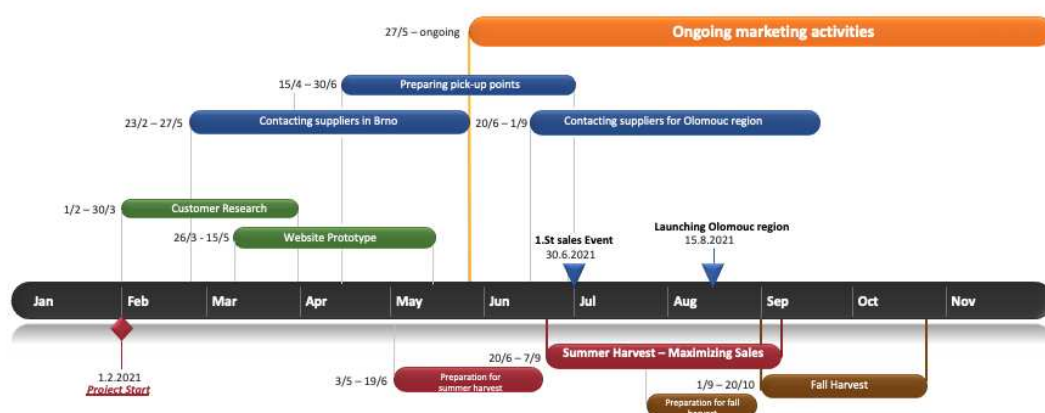 27/5 – ongoing
Ongoing marketing activities
15/4 – 30/6
Preparing pick-up points
23/2 – 27/5
Contacting suppliers in Brno
20/6 – 1/9
Contacting suppliers for Olomouc region
1/2 – 30/3
Customer Research
26/3 - 15/5
Website Prototype
1.St sales Event
30.6.2021
Launching Olomouc region
15.8.2021
Jan
Feb
Mar
Apr
May
Jun
Jul
Aug
Sep
Oct
Nov
1.2.2021
Project Start
20/6 – 7/9
Summer Harvest – Maximizing Sales
3/5 – 19/6
Preparation for
summer harvest
1/9 – 20/10
Fall Harvest
Preparation for fall
harvest